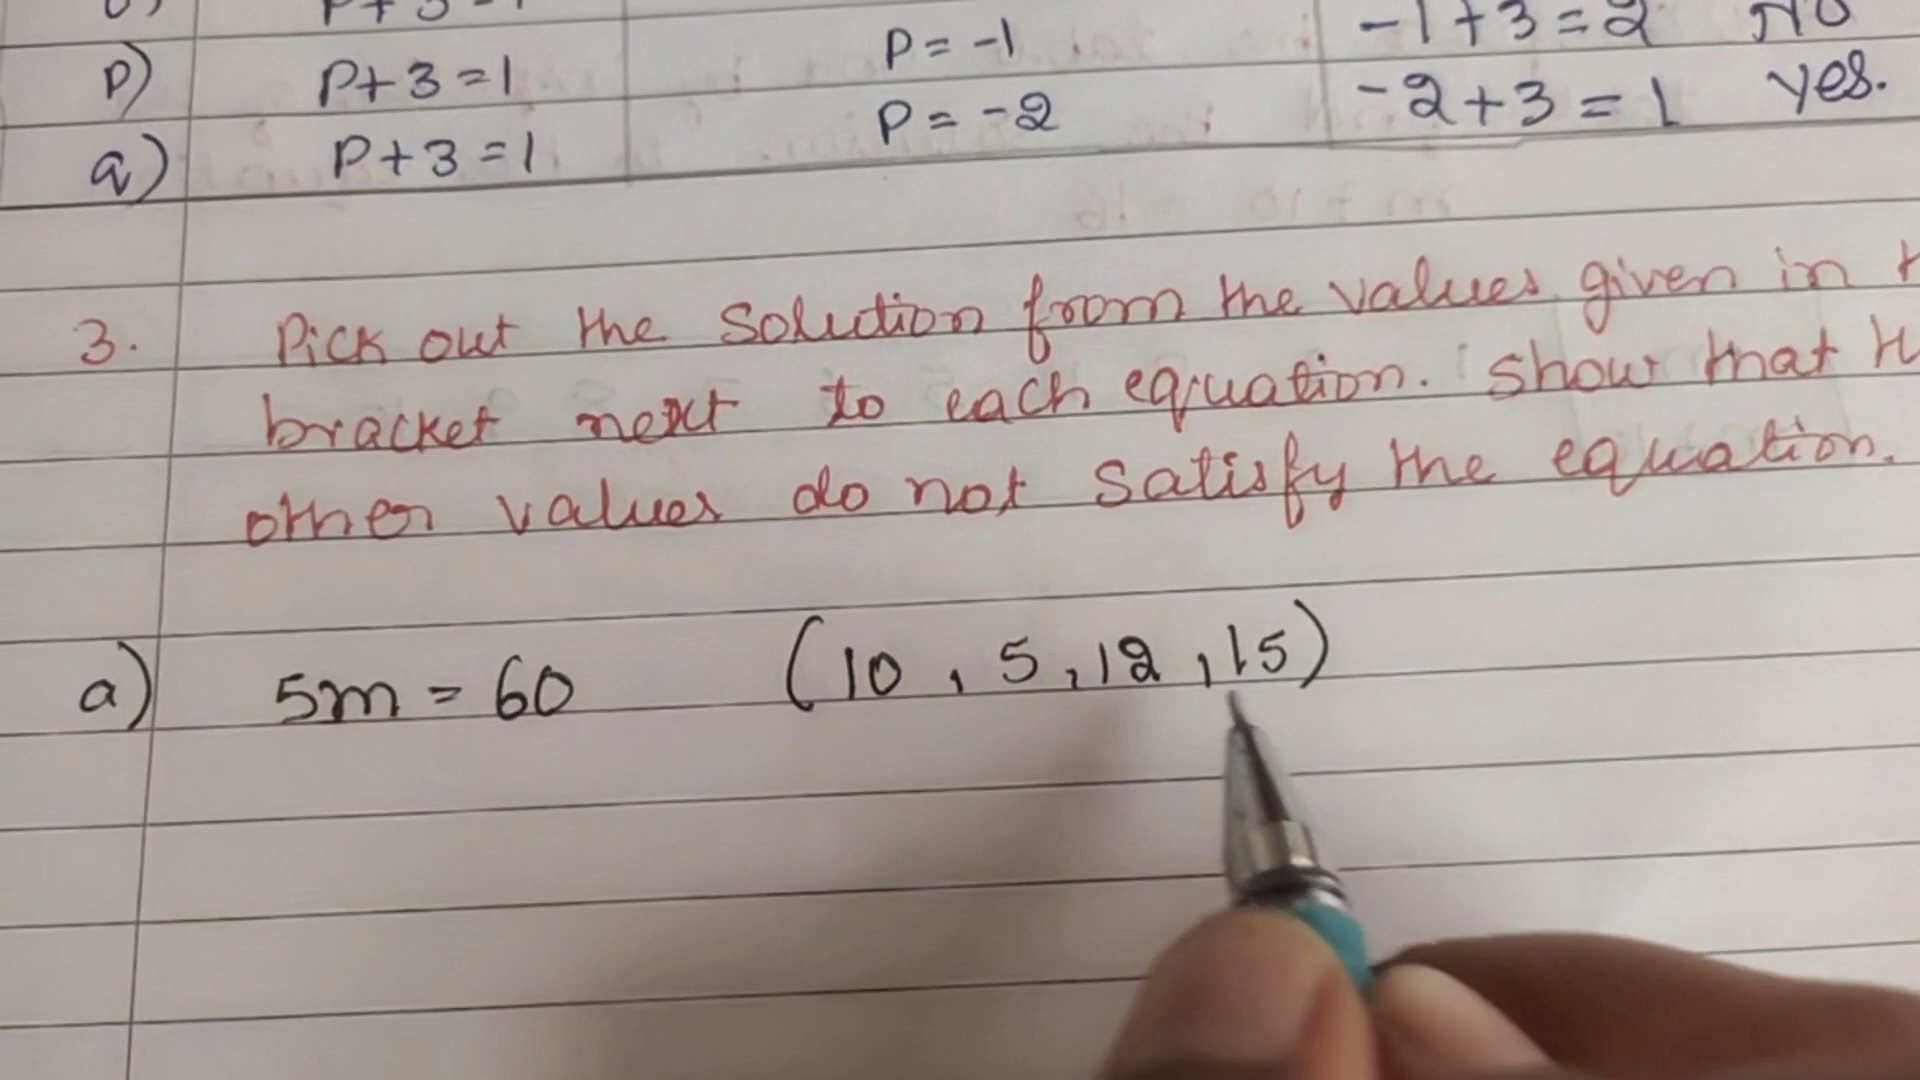 P+3=1
P) P+3=1 P=-1 -1+3=2 No
q) P+3=1 P=-2 -2+3=1 yes.
3. Pick out the solution from the values given in
bracket next to each equation. show that
other values do not satisfy the equation.
a) 5m=60 (10, 5, 12, 15)